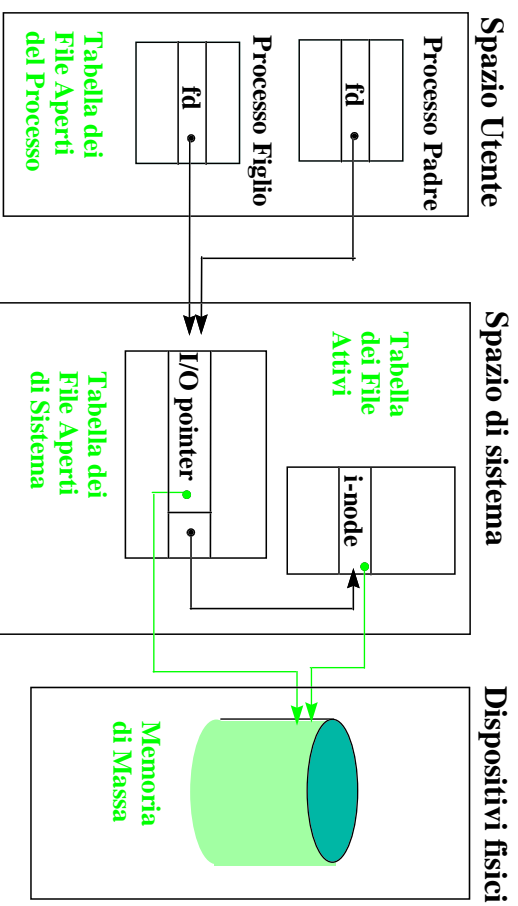 Spazio Utente
Processo Padre
fd
Processo Figlio
fd
Tabella dei
File Aperti
del Processo
Spazio di sistema
Tabella
dei File
Attivi
i-node
I/O pointer
Tabella dei
File Aperti
di Sistema
Dispositivi fisici
Memoria
di Massa